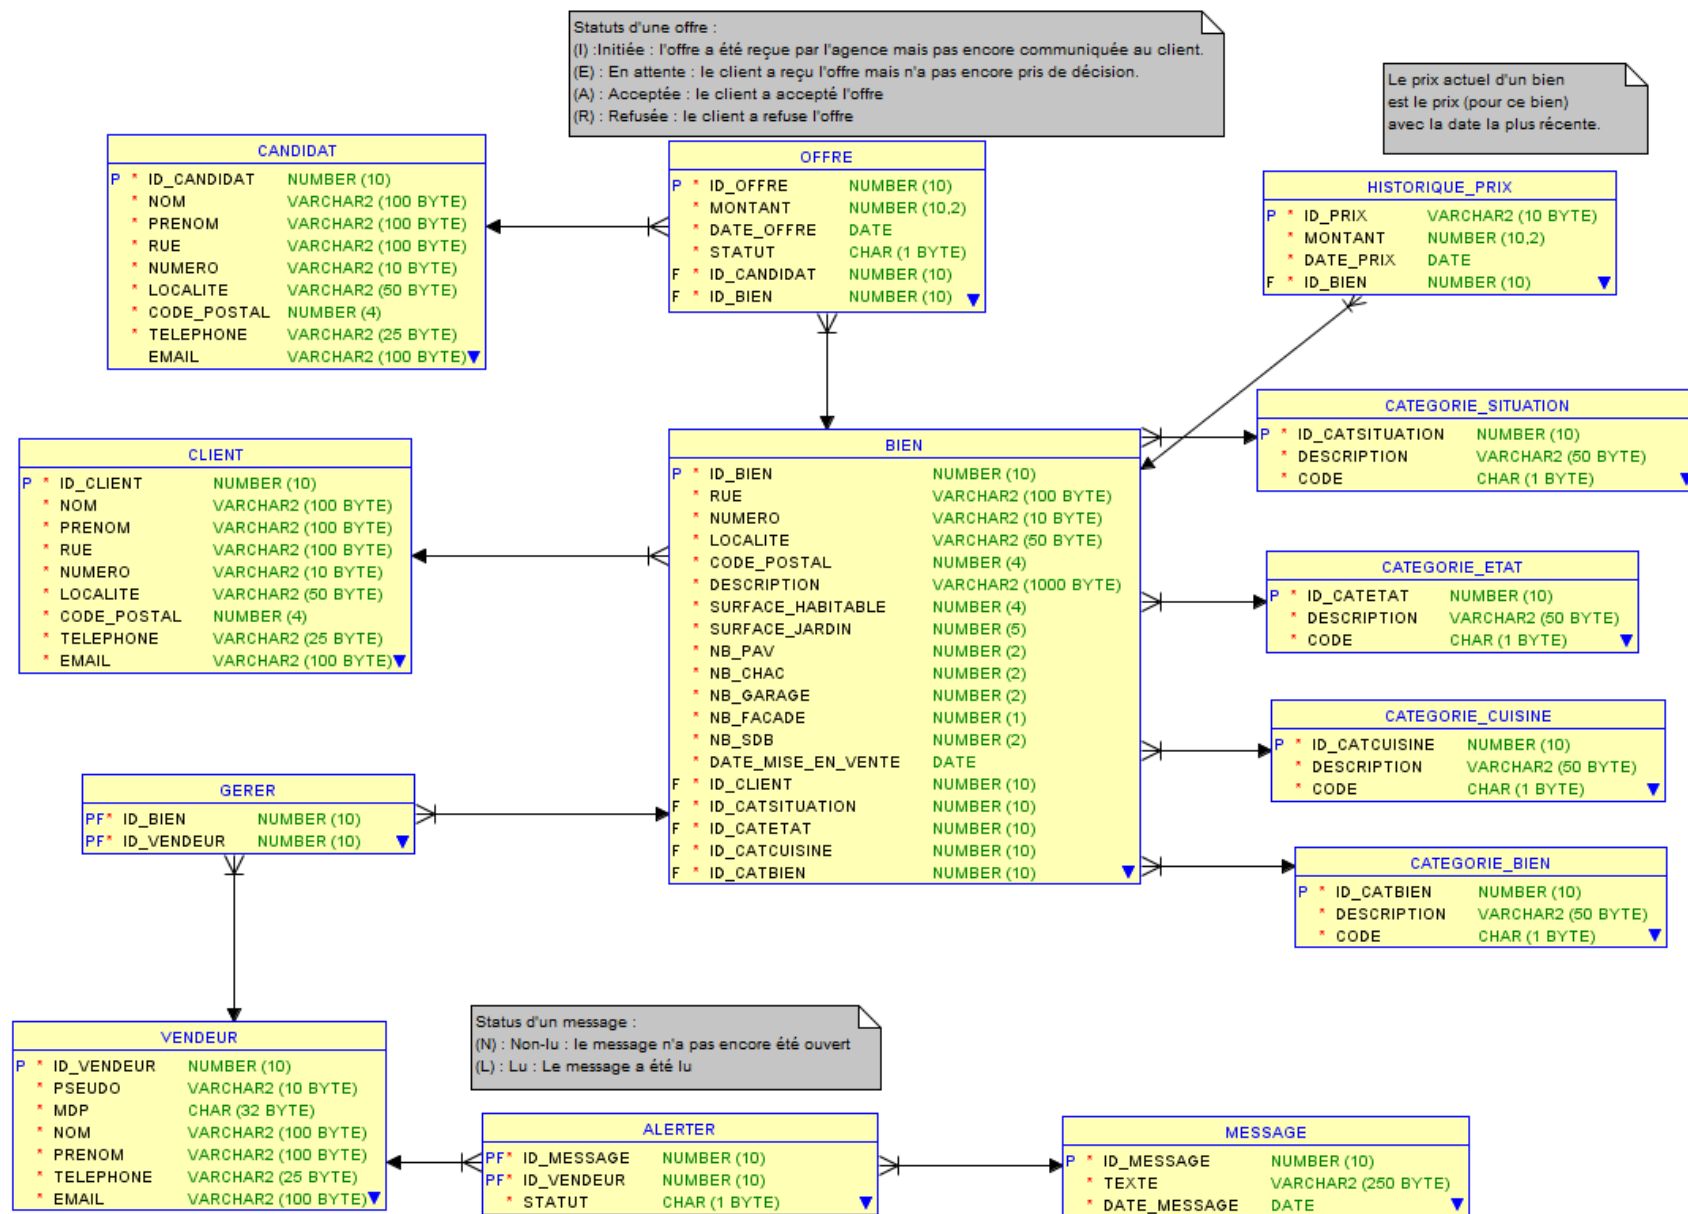 Statuts d'une offre :
(I) :Initiée : l'offre a été reçue par l'agence mais pas encore communiquée au client.
(E) : En attente : le client a reçu l'offre mais n'a pas encore pris de décision.
(A) : Acceptée : le client a accepté l'offre
(R) : Refusée : le client a refuse l'offre
Le prix actuel d'un bien
est le prix (pour ce bien)
avec la date la plus récente.
CANDIDAT
P * ID_CANDIDAT NUMBER (10)
* NOM VARCHAR2 (100 BYTE)
* PRENOM VARCHAR2 (100 BYTE)
* RUE VARCHAR2 (100 BYTE)
* NUMERO VARCHAR2 (10 BYTE)
* LOCALITE VARCHAR2 (50 BYTE)
* CODE_POSTAL NUMBER (4)
* TELEPHONE VARCHAR2 (25 BYTE)
EMAIL VARCHAR2 (100 BYTE)
OFFRE
P * ID_OFFRE NUMBER (10)
* MONTANT NUMBER (10,2)
* DATE_OFFRE DATE
* STATUT CHAR (1 BYTE)
F * ID_CANDIDAT NUMBER (10)
F * ID_BIEN NUMBER (10)
HISTORIQUE_PRIX
P * ID_PRIX VARCHAR2 (10 BYTE)
* MONTANT NUMBER (10,2)
* DATE_PRIX DATE
F * ID_BIEN NUMBER (10)
CLIENT
P * ID_CLIENT NUMBER (10)
* NOM VARCHAR2 (100 BYTE)
* PRENOM VARCHAR2 (100 BYTE)
* RUE VARCHAR2 (100 BYTE)
* NUMERO VARCHAR2 (10 BYTE)
* LOCALITE VARCHAR2 (50 BYTE)
* CODE_POSTAL NUMBER (4)
* TELEPHONE VARCHAR2 (25 BYTE)
* EMAIL VARCHAR2 (100 BYTE)
BIEN
P * ID_BIEN NUMBER (10)
* RUE VARCHAR2 (100 BYTE)
* NUMERO VARCHAR2 (10 BYTE)
* LOCALITE VARCHAR2 (50 BYTE)
* CODE_POSTAL NUMBER (4)
* DESCRIPTION VARCHAR2 (1000 BYTE)
* SURFACE_HABITABLE NUMBER (4)
* SURFACE_JARDIN NUMBER (5)
* NB_PAV NUMBER (2)
* NB_CHAC NUMBER (2)
* NB_GARAGE NUMBER (2)
* NB_FACADE NUMBER (1)
* NB_SDB NUMBER (2)
* DATE_MISE_EN_VENTE DATE
F * ID_CLIENT NUMBER (10)
F * ID_CATSITUATION NUMBER (10)
F * ID_CATETAT NUMBER (10)
F * ID_CATCUISINE NUMBER (10)
F * ID_CATBIEN NUMBER (10)
CATEGORIE_SITUATION
P * ID_CATSITUATION NUMBER (10)
* DESCRIPTION VARCHAR2 (50 BYTE)
* CODE CHAR (1 BYTE)
CATEGORIE_ETAT
P * ID_CATETAT NUMBER (10)
* DESCRIPTION VARCHAR2 (50 BYTE)
* CODE CHAR (1 BYTE)
CATEGORIE_CUISINE
P * ID_CATCUISINE NUMBER (10)
* DESCRIPTION VARCHAR2 (50 BYTE)
* CODE CHAR (1 BYTE)
CATEGORIE_BIEN
P * ID_CATBIEN NUMBER (10)
* DESCRIPTION VARCHAR2 (50 BYTE)
* CODE CHAR (1 BYTE)
GERER
PF* ID_BIEN NUMBER (10)
PF* ID_VENDEUR NUMBER (10)
VENDEUR
P * ID_VENDEUR NUMBER (10)
* PSEUDO VARCHAR2 (10 BYTE)
* MDP CHAR (32 BYTE)
* NOM VARCHAR2 (100 BYTE)
* PRENOM VARCHAR2 (100 BYTE)
* TELEPHONE VARCHAR2 (25 BYTE)
* EMAIL VARCHAR2 (100 BYTE)
Status d'un message :
(N) : Non-lu : le message n'a pas encore été ouvert
(L) : Lu : Le message a été lu
ALERTER
PF* ID_MESSAGE NUMBER (10)
PF* ID_VENDEUR NUMBER (10)
* STATUT CHAR (1 BYTE)
MESSAGE
P * ID_MESSAGE NUMBER (10)
* TEXTE VARCHAR2 (250 BYTE)
* DATE_MESSAGE DATE